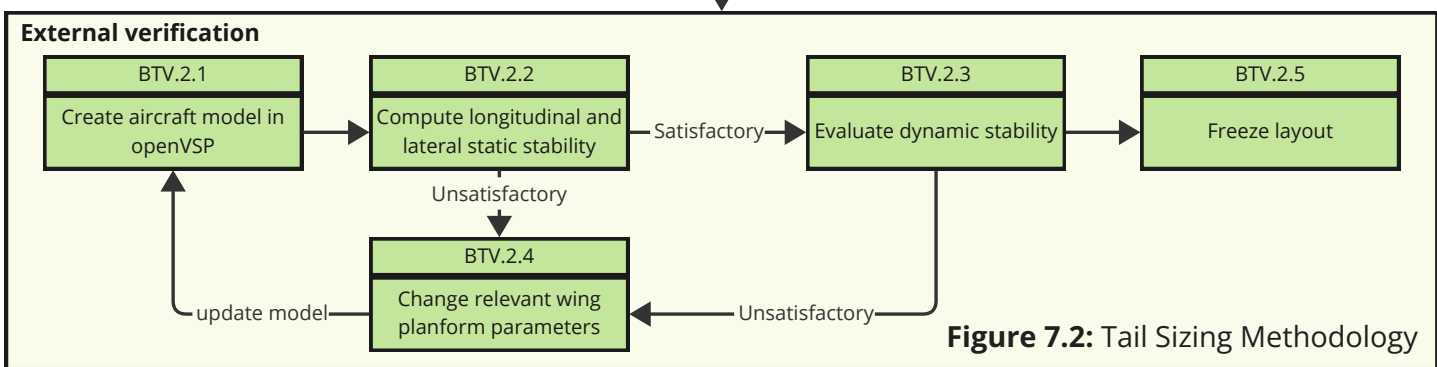 External verification
BTV.2.1
Create aircraft model in
openVSP
BTV.2.2
Compute longitudinal and
lateral static stability
Satisfactory
BTV.2.3
Evaluate dynamic stability
BTV.2.5
Freeze layout
Unsatisfactory
BTV.2.4
Change relevant wing
planform parameters
update model
Unsatisfactory
Figure 7.2: Tail Sizing Methodology